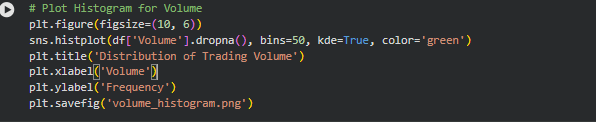 # Plot Histogram for Volume
plt.figure(figsize=(10, 6))
sns.histplot(df['Volume'].dropna(), bins=50, kde=True, color='green')
plt.title('Distribution of Trading Volume')
plt.xlabel('Volume')
plt.ylabel('Frequency')
plt.savefig('volume_histogram.png')